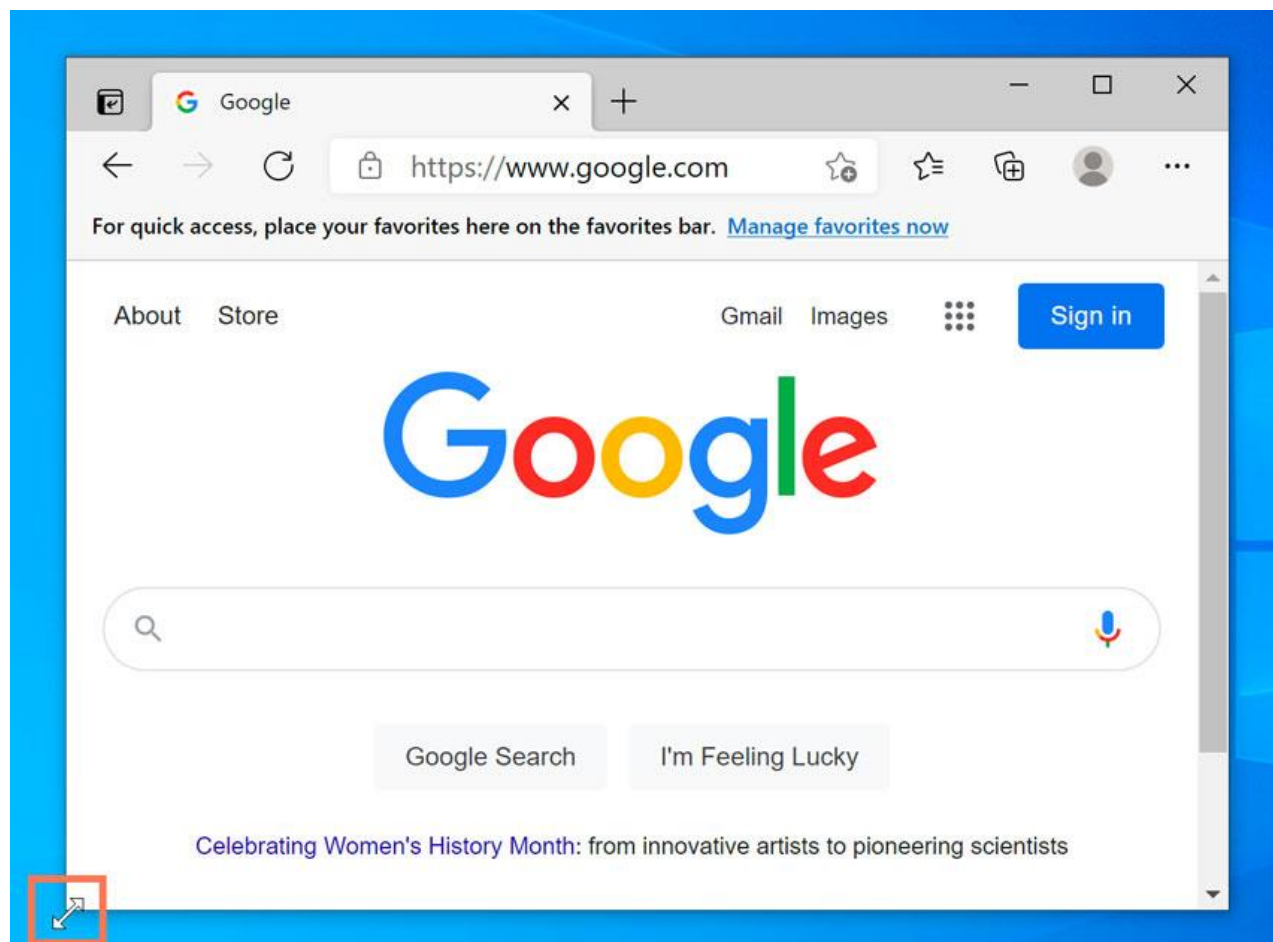 Google
https://www.google.com
For quick access, place your favorites here on the favorites bar. Manage favorites now
About Store Gmail Images Sign in
Google
Google Search I'm Feeling Lucky
Celebrating Women's History Month: from innovative artists to pioneering scientists